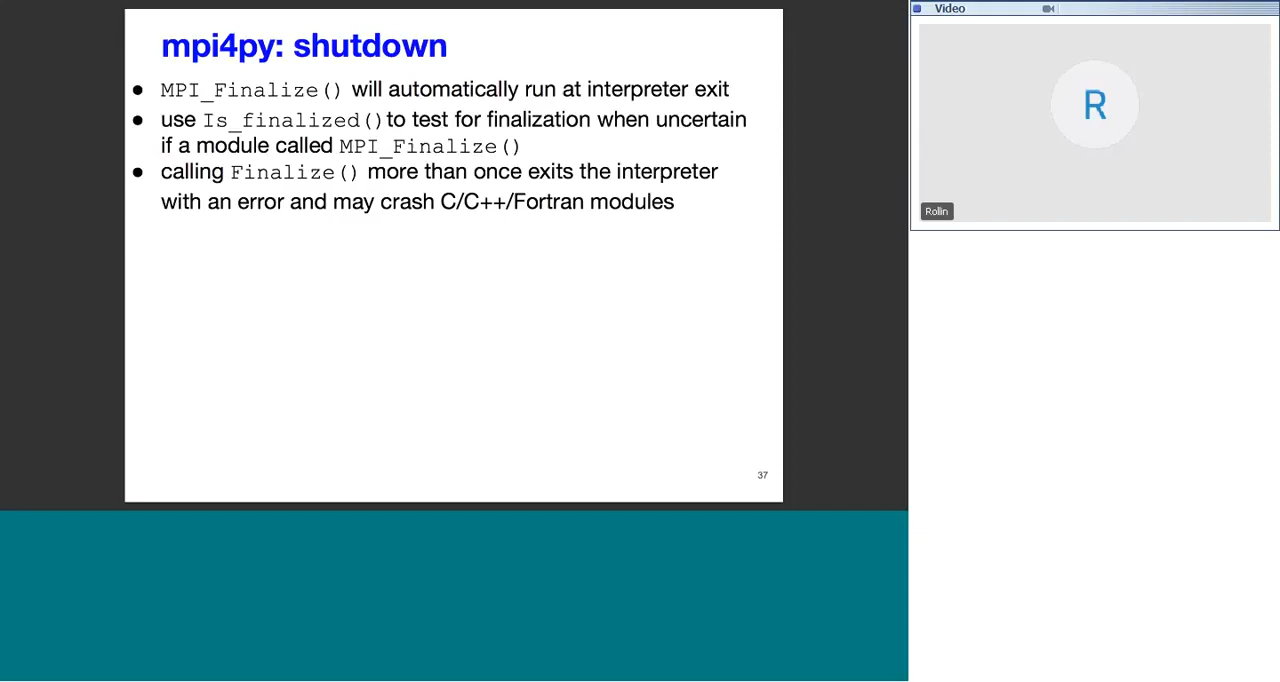 mpi4py: shutdown
● MPI_Finalize() will automatically run at interpreter exit
● use Is_finalized()to test for finalization when uncertain
if a module called MPI_Finalize()
● calling Finalize() more than once exits the interpreter
with an error and may crash C/C++/Fortran modules
37
Video
R
Rolin